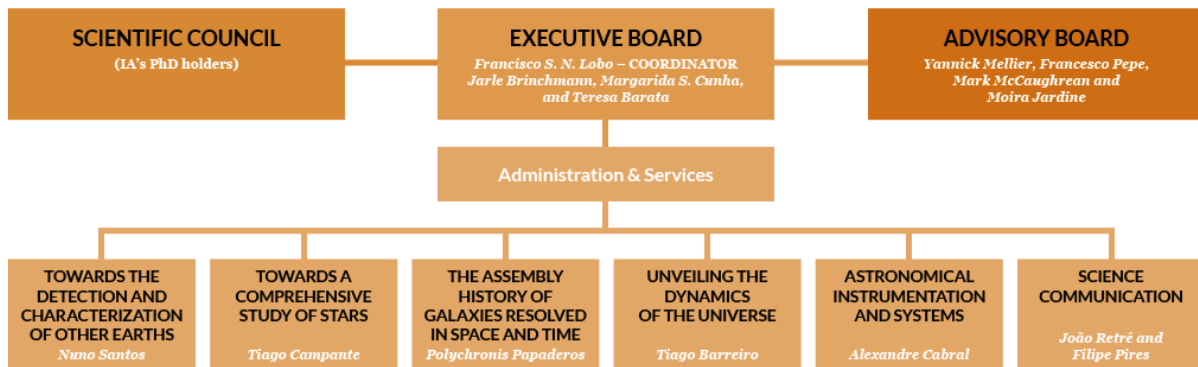 SCIENTIFIC COUNCIL
(IA's PhD holders)
EXECUTIVE BOARD
Francisco S. N. Lobo – COORDINATOR
Jarle Brinchmann, Margarida S. Cunha,
and Teresa Barata
ADVISORY BOARD
Yannick Mellier, Francesco Pepe,
Mark McCaughrean and
Moira Jardine
Administration & Services
TOWARDS THE
DETECTION AND
CHARACTERIZATION
OF OTHER EARTHS
Nuno Santos
TOWARDS A
COMPREHENSIVE
STUDY OF STARS
Tiago Campante
THE ASSEMBLY
HISTORY OF
GALAXIES RESOLVED
IN SPACE AND TIME
Polychronis Papaderos
UNVEILING THE
DYNAMICS
OF THE UNIVERSE
Tiago Barreiro
ASTRONOMICAL
INSTRUMENTATION
AND SYSTEMS
Alexandre Cabral
SCIENCE
COMMUNICATION
João Retrê and
Filipe Pires